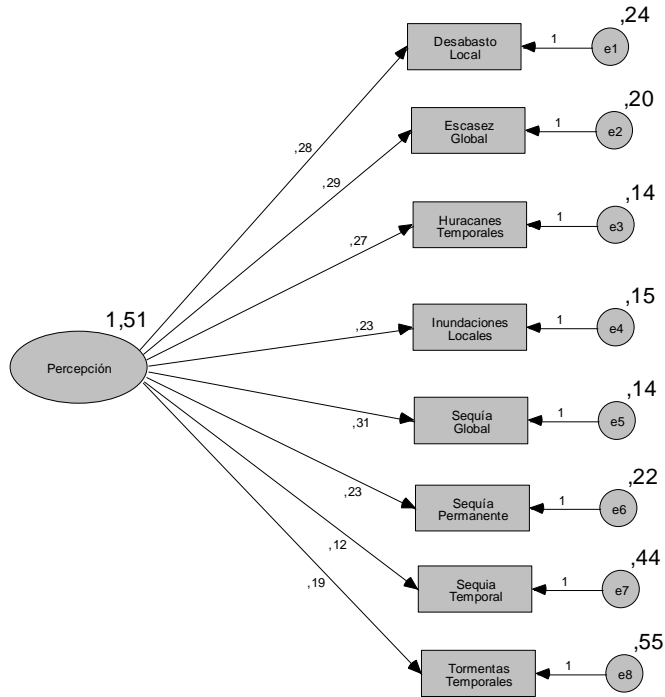 ,24
Desabasto
Local
1
e1
,28
,20
Escasez
Global
1
e2
,29
,14
Huracanes
Temporales
1
e3
,27
1,51
Percepción
,15
Inundaciones
Locales
1
e4
,23
,14
Sequía
Global
1
e5
,31
,22
Sequía
Permanente
1
e6
,23
,44
Sequia
Temporal
1
e7
,12
,55
Tormentas
Temporales
1
e8
,19